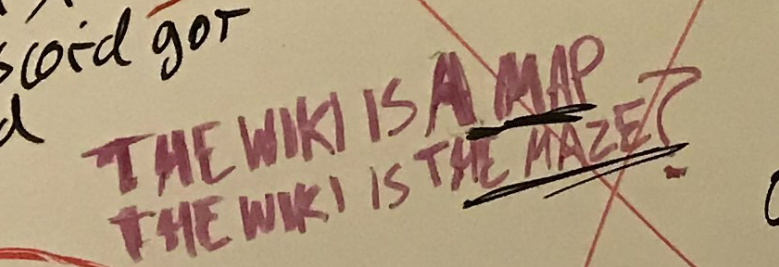 scord got
d
THE WIKI IS A MAP
THE WIKI IS THE MAZE?